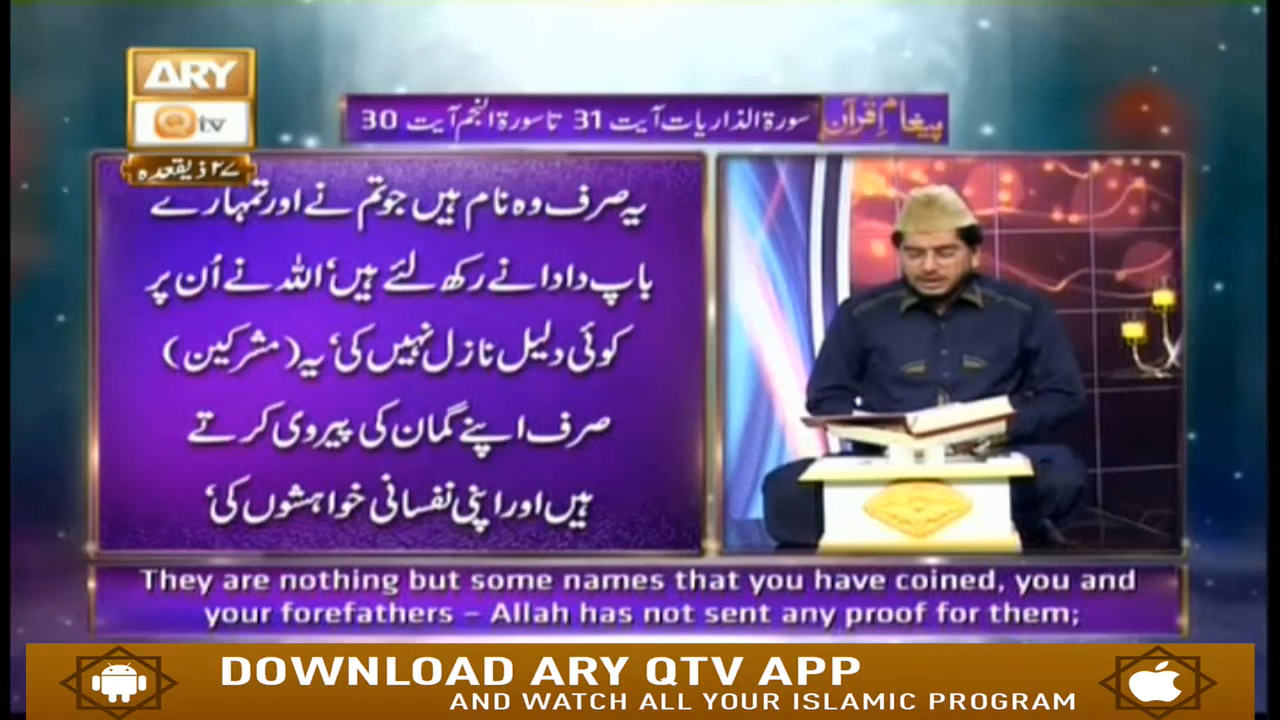 ARY
Qtv
۲۷ ذیقعدہ
پیغام قرآن
سورۃ الذاریات آیت 31 تا سورۃ النجم آیت 30
یہ صرف وہ نام ہیں جو تم نے اور تمہارے
باپ دادا نے رکھ لئے ہیں‘ اللہ نے اُن پر
کوئی دلیل نازل نہیں کی‘ یہ (مشرکین)
صرف اپنے گمان کی پیروی کرتے
ہیں اور اپنی نفسانی خواہشوں کی‘
They are nothing but some names that you have coined, you and
your forefathers – Allah has not sent any proof for them;
DOWNLOAD ARY QTV APP
AND WATCH ALL YOUR ISLAMIC PROGRAM